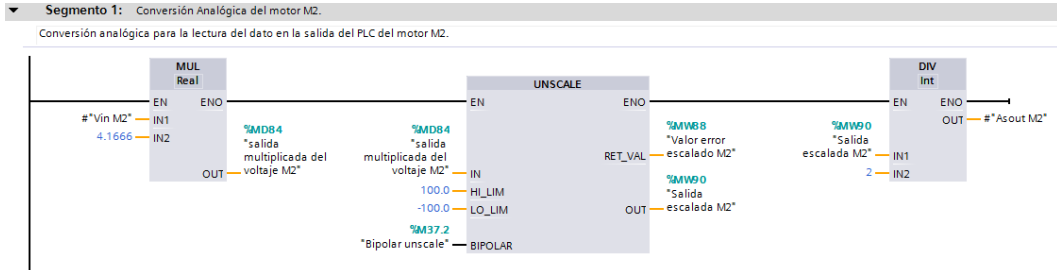 Segmento 1: Conversión Analógica del motor M2.
Conversión analógica para la lectura del dato en la salida del PLC del motor M2.
MUL
Real
EN ENO
#"Vin M2" IN1
4.1666 IN2
%MD84
"salida
multiplicada del
OUT voltaje M2"
UNSCALE
EN ENO
%MD84
"salida
multiplicada del
voltaje M2" IN
100.0 HI_LIM
-100.0 LO_LIM
%M37.2
"Bipolar unscale" BIPOLAR
%MW88
"Valor error
RET_VAL escalado M2"
%MW90
"Salida
OUT escalada M2"
DIV
Int
EN ENO
OUT #"Asout M2"
%MW90
"Salida
escalada M2" IN1
2 IN2